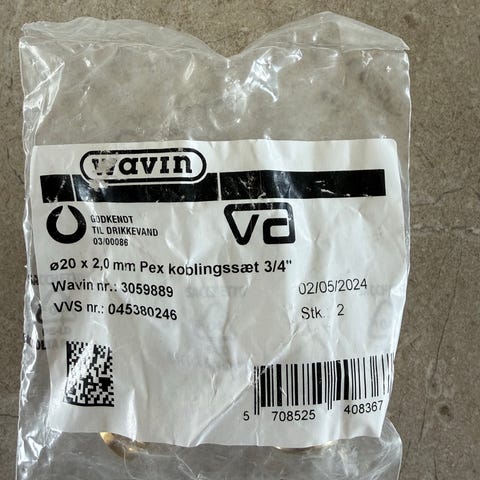 wavin
GODKENDT
TIL DRIKKEVAND
03/00086
va
ø20 x 2,0 mm Pex koblingssæt 3/4"
Wavin nr.: 3059889
02/05/2024
VVS nr.: 045380246
Stk.: 2
5 708525 408367